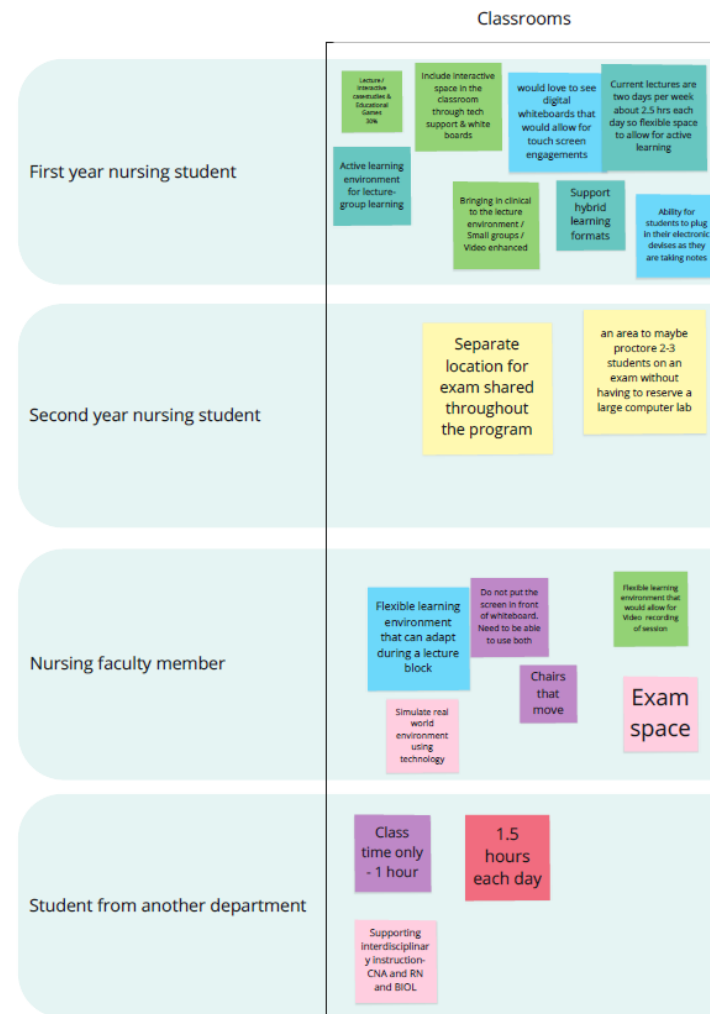 Classrooms
First year nursing student
Lecture /
Interactive
casestudies &
Educational
Games
30%
Include interactive
space in the
classroom
through tech
support & white
boards
would love to see
digital
whiteboards that
would allow for
touch screen
engagements
Current lectures are
two days per week
about 2.5 hrs each
day so flexible space
to allow for active
learning
Active learning
environment
for lecture-
group learning
Bringing in clinical
to the lecture
environment /
Small groups /
Video enhanced
Support
hybrid
learning
formats
Ability for
students to plug
in their electronic
devises as they
are taking notes
Second year nursing student
Separate
location for
exam shared
throughout
the program
an area to maybe
proctore 2-3
students on an
exam without
having to reserve a
large computer lab
Nursing faculty member
Flexible learning
environment
that can adapt
during a lecture
block
Do not put the
screen in front
of whiteboard.
Need to be able
to use both
Flexible learning
environment that
would allow for
Video recording
of session
Simulate real
world
environment
using
technology
Chairs
that
move
Exam
space
Student from another department
Class
time only
- 1 hour
1.5
hours
each day
Supporting
interdisciplinar
y instruction-
CNA and RN
and BIOL